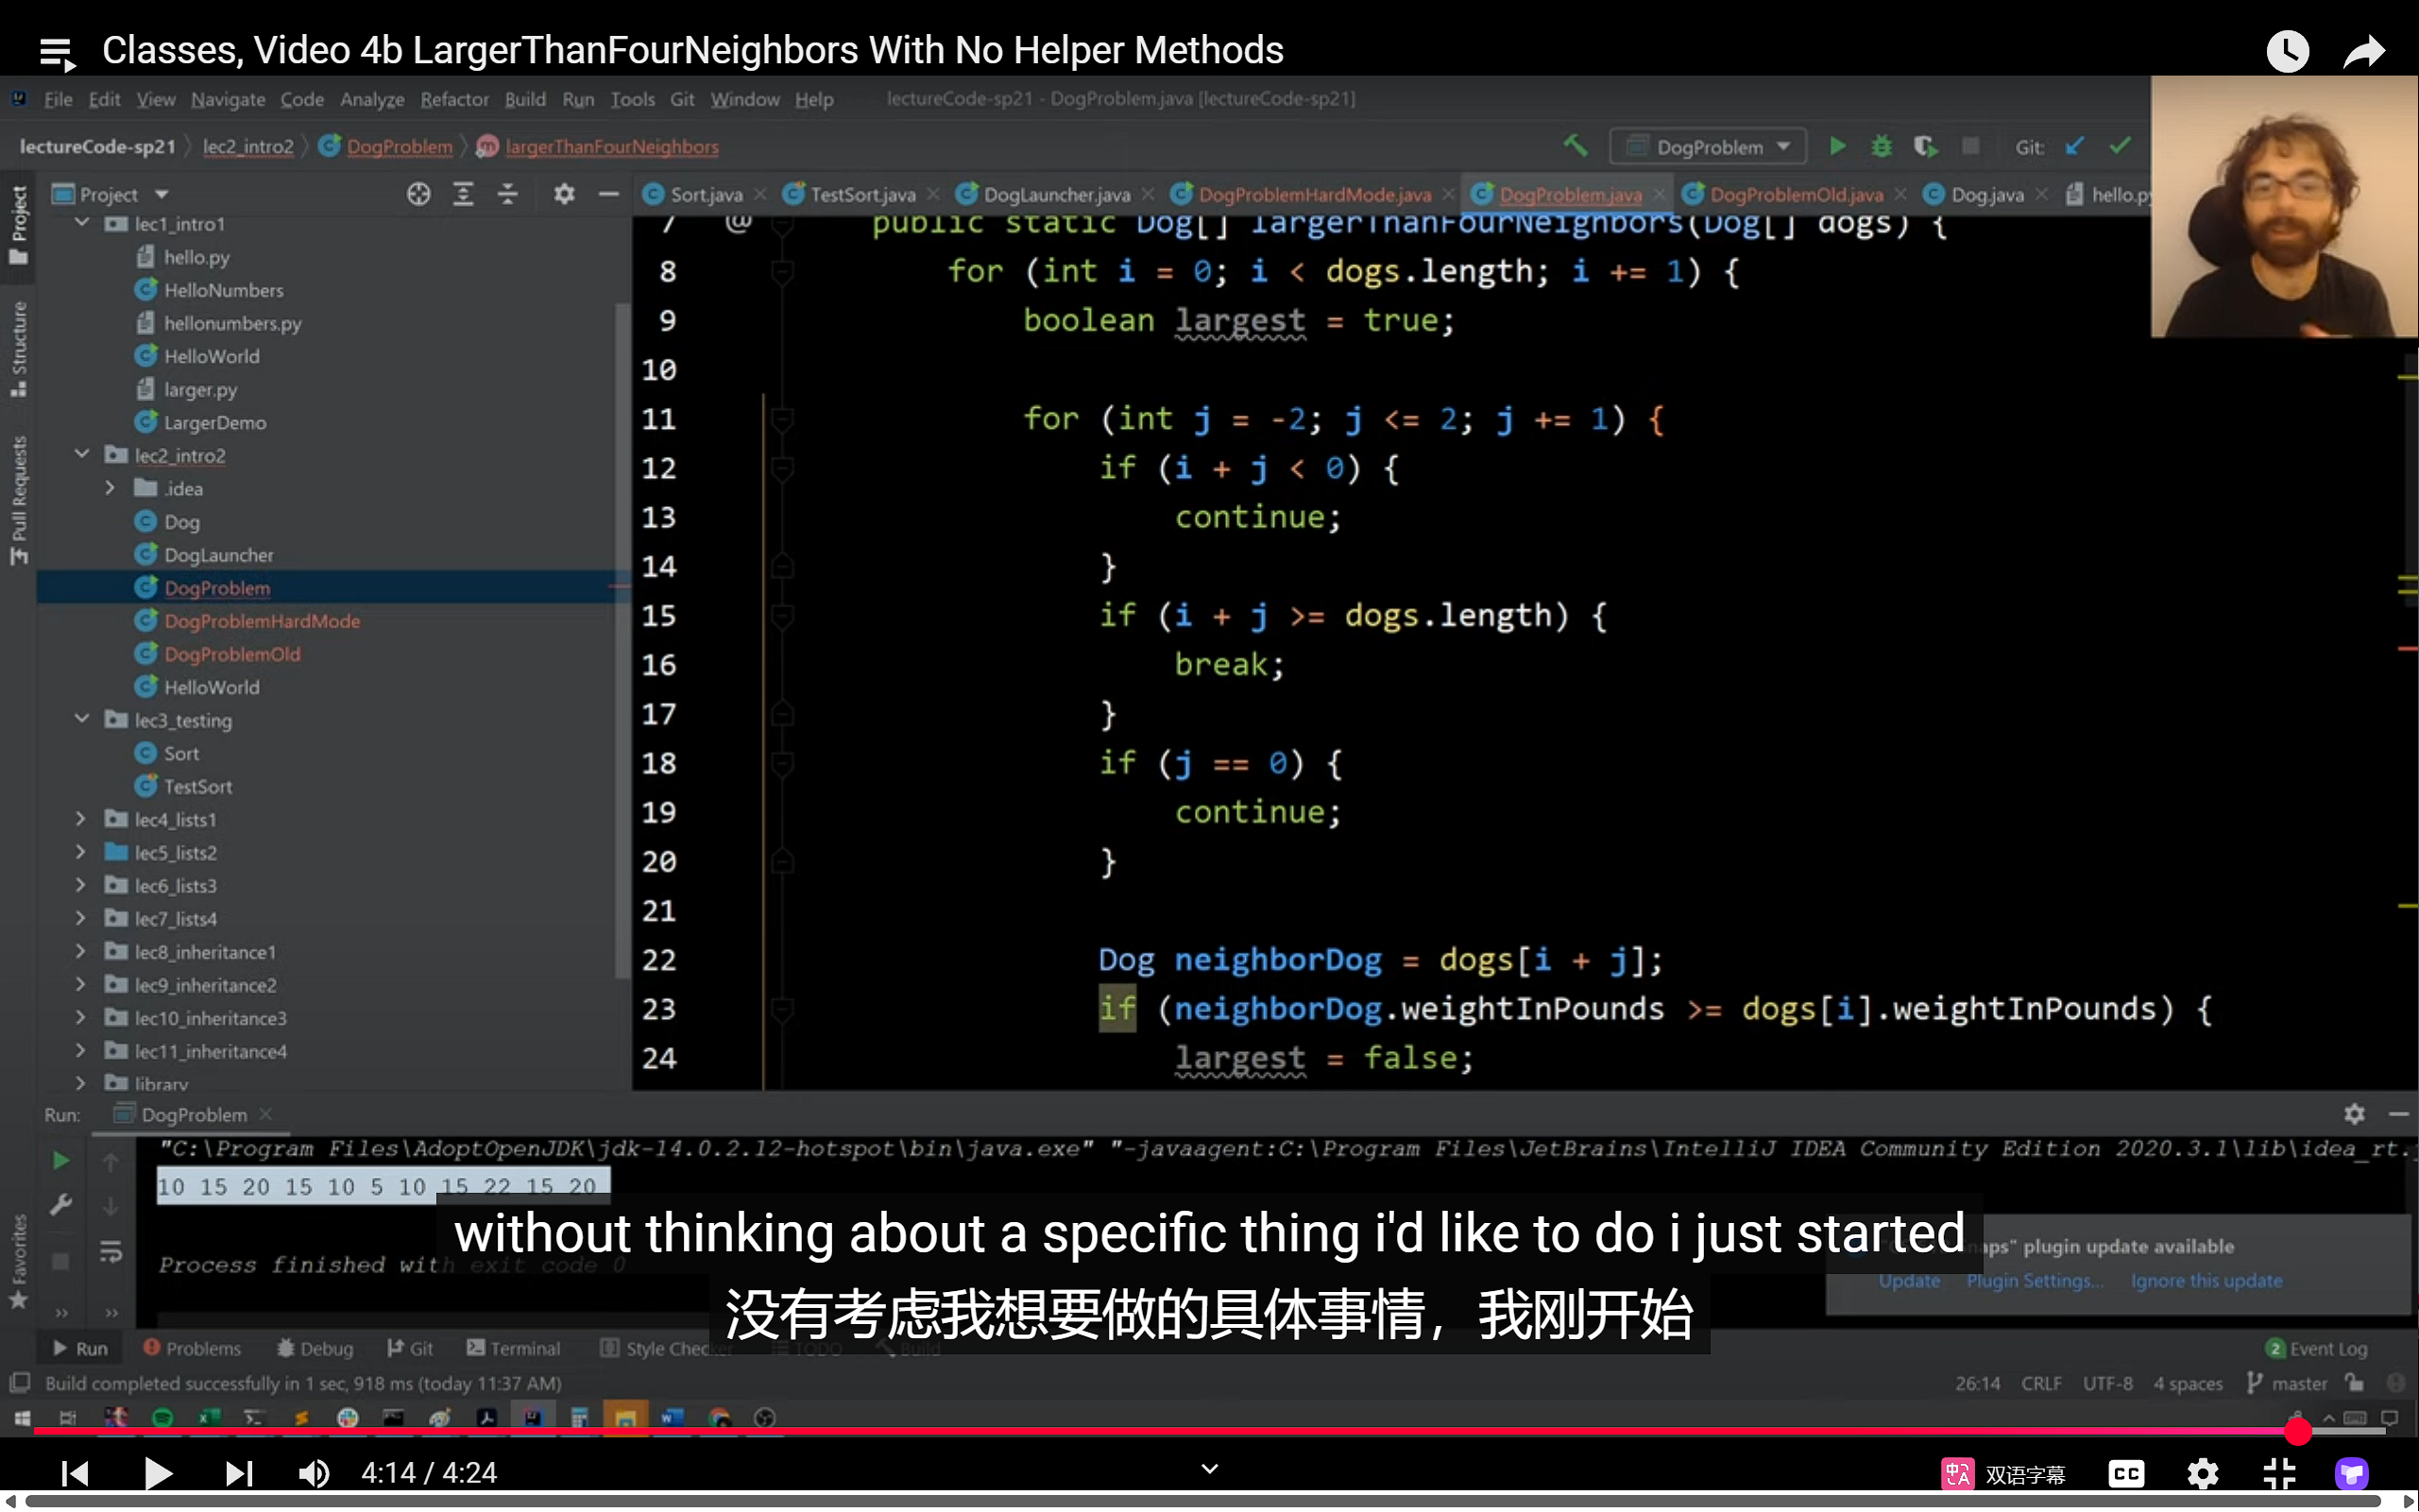 Classes, Video 4b LargerThanFourNeighbors With No Helper Methods
File Edit View Navigate Code Analyze Refactor Build Run Tools Git Window Help lectureCode-sp21 - DogProblem.java [lectureCode-sp21]
lectureCode-sp21 lec2_intro2 DogProblem largerThanFourNeighbors DogProblem Git:
Project Sort.java TestSort.java DogLauncher.java DogProblemHardMode.java DogProblem.java DogProblemOld.java Dog.java hello.py
Project
Structure
Pull Requests
Favorites
lec1_intro1
hello.py
HelloNumbers
hellonumbers.py
HelloWorld
larger.py
LargerDemo
lec2_intro2
.idea
Dog
DogLauncher
DogProblem
DogProblemHardMode
DogProblemOld
HelloWorld
lec3_testing
Sort
TestSort
lec4_lists1
lec5_lists2
lec6_lists3
lec7_lists4
lec8_inheritance1
lec9_inheritance2
lec10_inheritance3
lec11_inheritance4
library
7 @ public static Dog[] largerThanFourNeighbors(Dog[] dogs) {
8 for (int i = 0; i < dogs.length; i += 1) {
9 boolean largest = true;
10
11 for (int j = -2; j <= 2; j += 1) {
12 if (i + j < 0) {
13 continue;
14 }
15 if (i + j >= dogs.length) {
16 break;
17 }
18 if (j == 0) {
19 continue;
20 }
21
22 Dog neighborDog = dogs[i + j];
23 if (neighborDog.weightInPounds >= dogs[i].weightInPounds) {
24 largest = false;
Run: DogProblem
"C:\Program Files\AdoptOpenJDK\jdk-14.0.2.12-hotspot\bin\java.exe" "-javaagent:C:\Program Files\JetBrains\IntelliJ IDEA Community Edition 2020.3.1\lib\idea_rt.
10 15 20 15 10 5 10 15 22 15 20
without thinking about a specific thing i'd like to do i just started
aps" plugin update available
Process finished with exit code 0
Update Plugin Settings... Ignore this update
没有考虑我想要做的具体事情，我刚开始
Run Problems Debug Git Terminal Style Checker TODO Build 2 Event Log
Build completed successfully in 1 sec, 918 ms (today 11:37 AM) 26:14 CRLF UTF-8 4 spaces master
4:14 / 4:24 双语字幕 CC